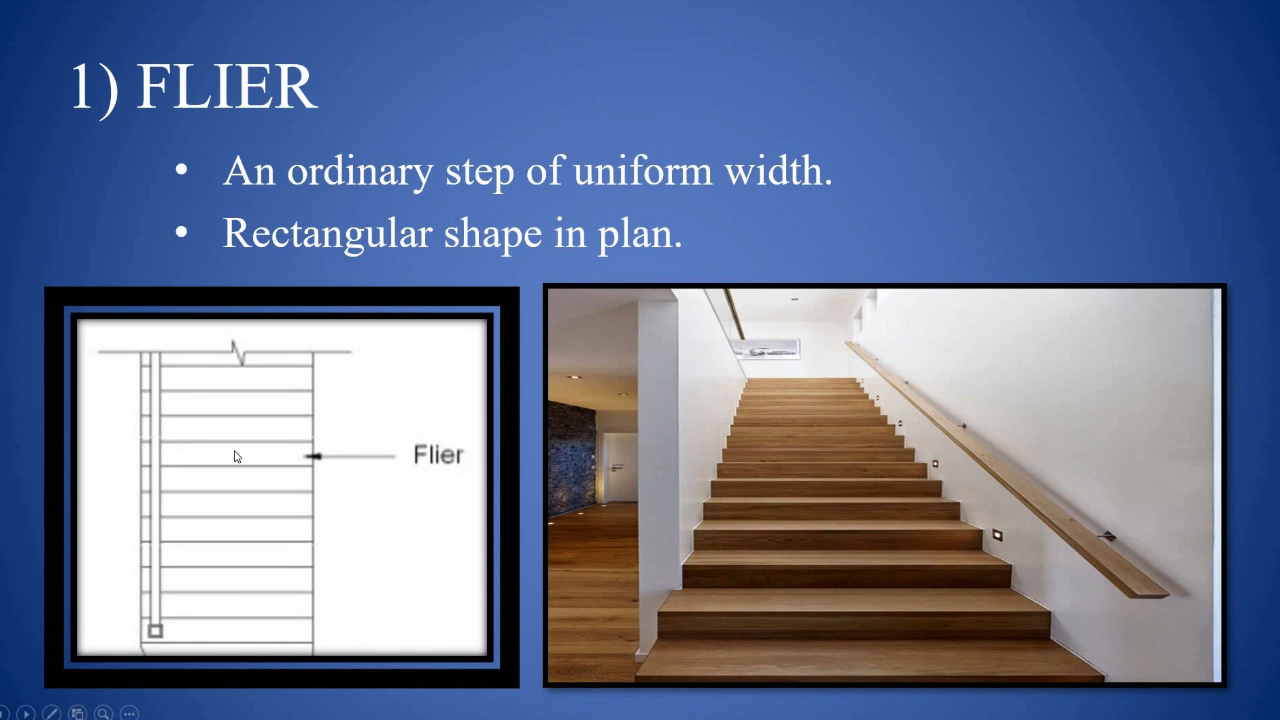 1) FLIER
• An ordinary step of uniform width.
• Rectangular shape in plan.
Flier